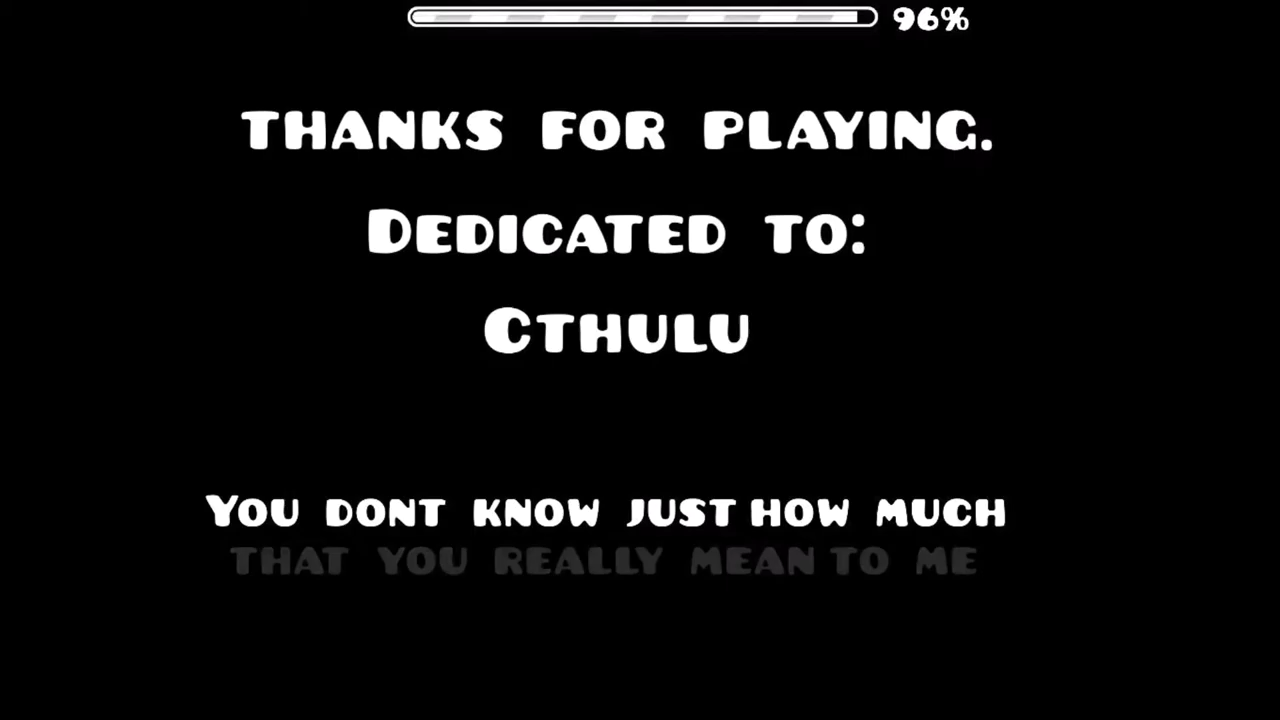 96%
THANKS FOR PLAYING.
DEDICATED TO:
CTHULU
YOU DONT KNOW JUST HOW MUCH
THAT YOU REALLY MEAN TO ME